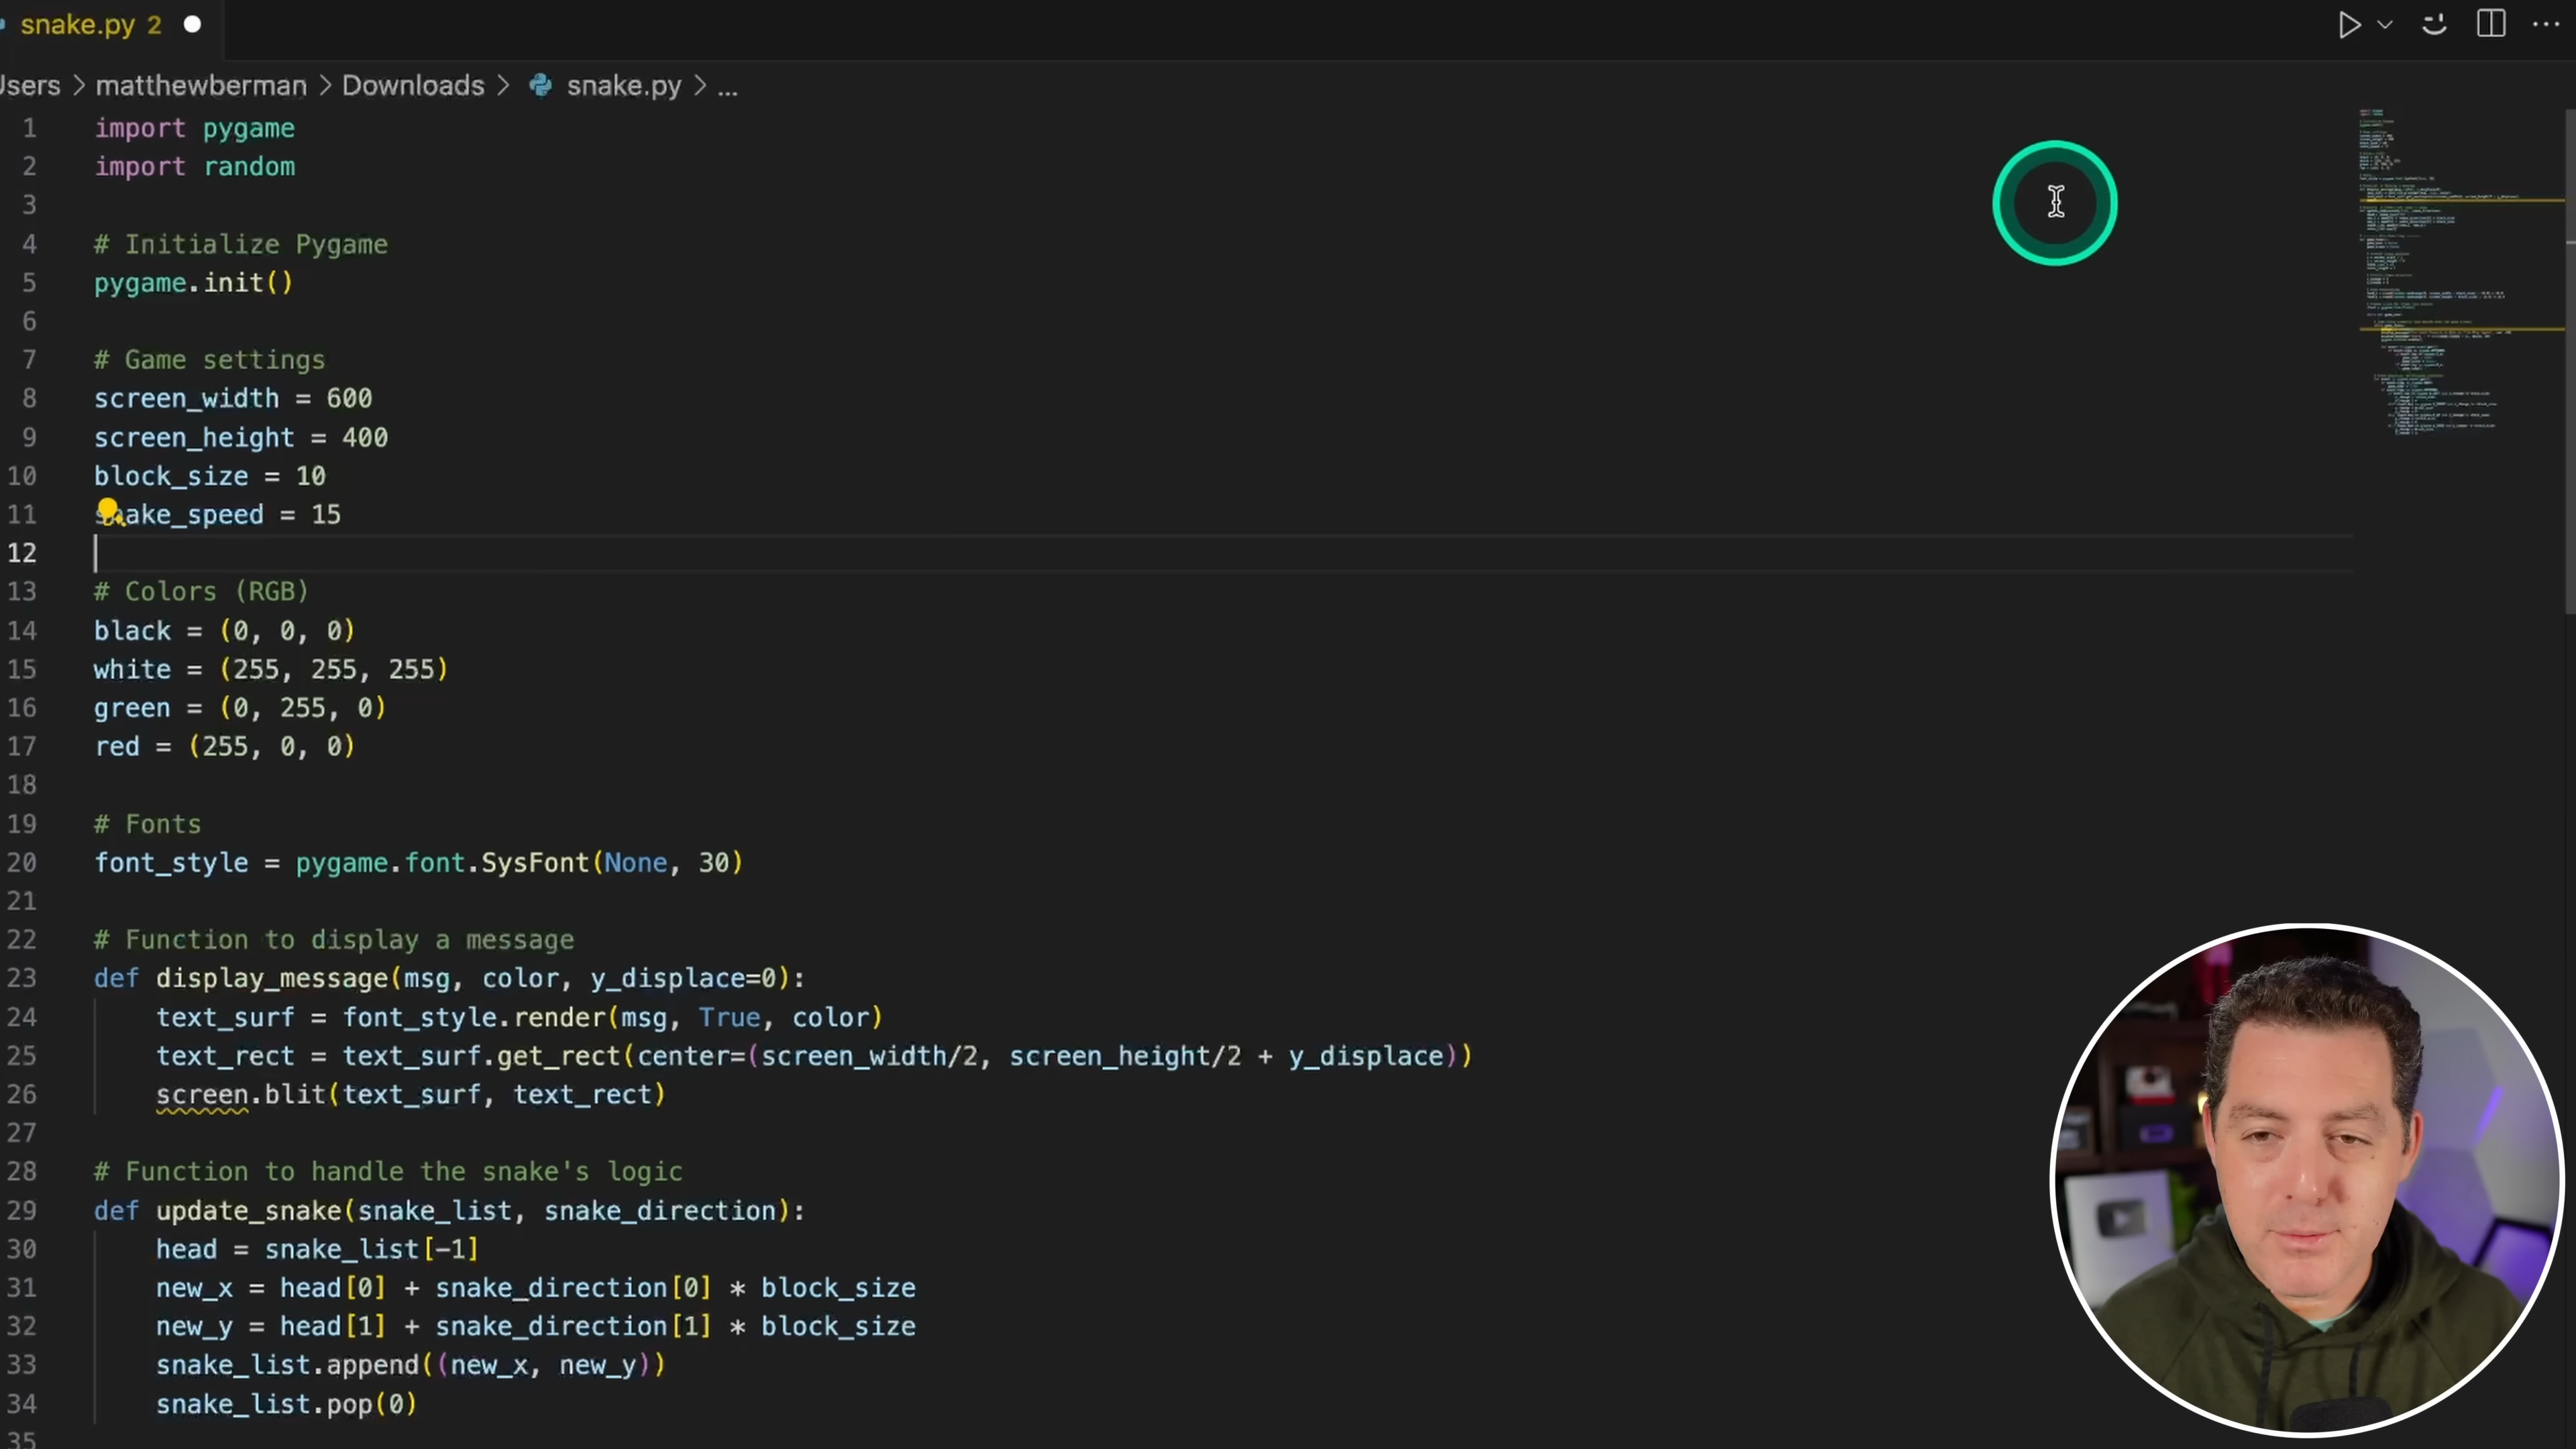 snake.py 2
Users > matthewberman > Downloads > snake.py > ...
1 import pygame
2 import random
3
4 # Initialize Pygame
5 pygame.init()
6
7 # Game settings
8 screen_width = 600
9 screen_height = 400
10 block_size = 10
11 snake_speed = 15
12
13 # Colors (RGB)
14 black = (0, 0, 0)
15 white = (255, 255, 255)
16 green = (0, 255, 0)
17 red = (255, 0, 0)
18
19 # Fonts
20 font_style = pygame.font.SysFont(None, 30)
21
22 # Function to display a message
23 def display_message(msg, color, y_displace=0):
24 text_surf = font_style.render(msg, True, color)
25 text_rect = text_surf.get_rect(center=(screen_width/2, screen_height/2 + y_displace))
26 screen.blit(text_surf, text_rect)
27
28 # Function to handle the snake's logic
29 def update_snake(snake_list, snake_direction):
30 head = snake_list[-1]
31 new_x = head[0] + snake_direction[0] * block_size
32 new_y = head[1] + snake_direction[1] * block_size
33 snake_list.append((new_x, new_y))
34 snake_list.pop(0)
35